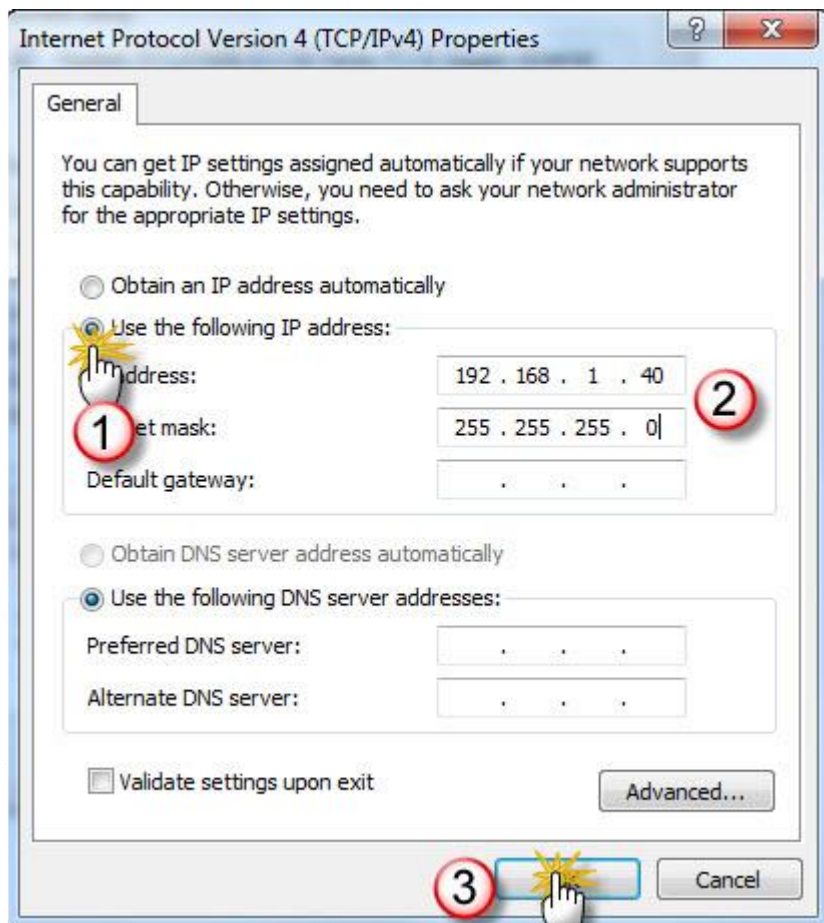 Internet Protocol Version 4 (TCP/IPv4) Properties
General
You can get IP settings assigned automatically if your network supports
this capability. Otherwise, you need to ask your network administrator
for the appropriate IP settings.
Obtain an IP address automatically
Use the following IP address:
address: 192 . 168 . 1 . 40
2
1
et mask: 255 . 255 . 255 . 0
Default gateway: . . .
Obtain DNS server address automatically
Use the following DNS server addresses:
Preferred DNS server: . . .
Alternate DNS server: . . .
Validate settings upon exit
Advanced...
3
Cancel